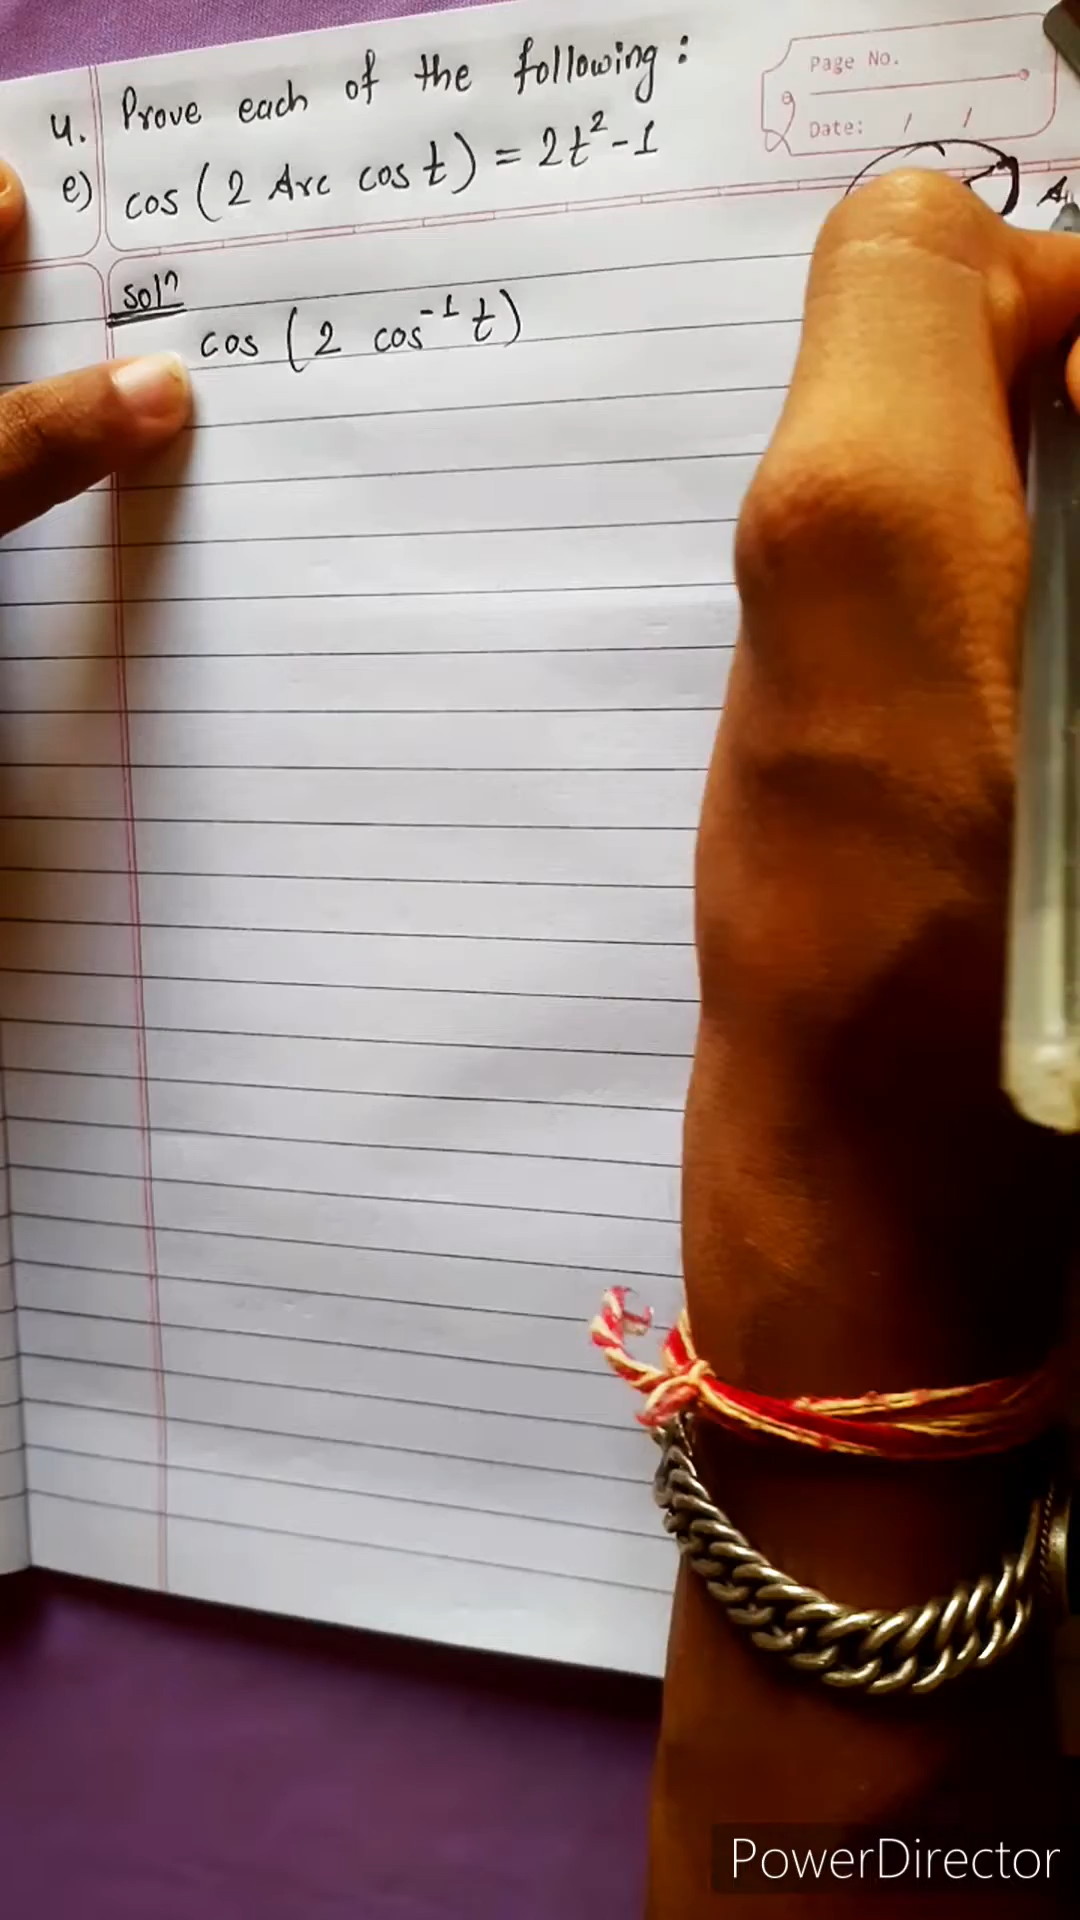 4. Prove each of the following :
e) cos (2 Arc cos t) = 2t²-1
Page No.
Date: / /
Solⁿ
cos (2 cos⁻¹ t)
PowerDirector